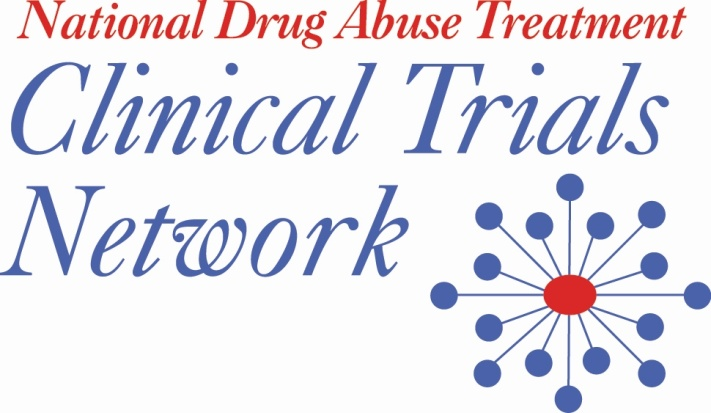 National Drug Abuse Treatment
Clinical Trials
Network